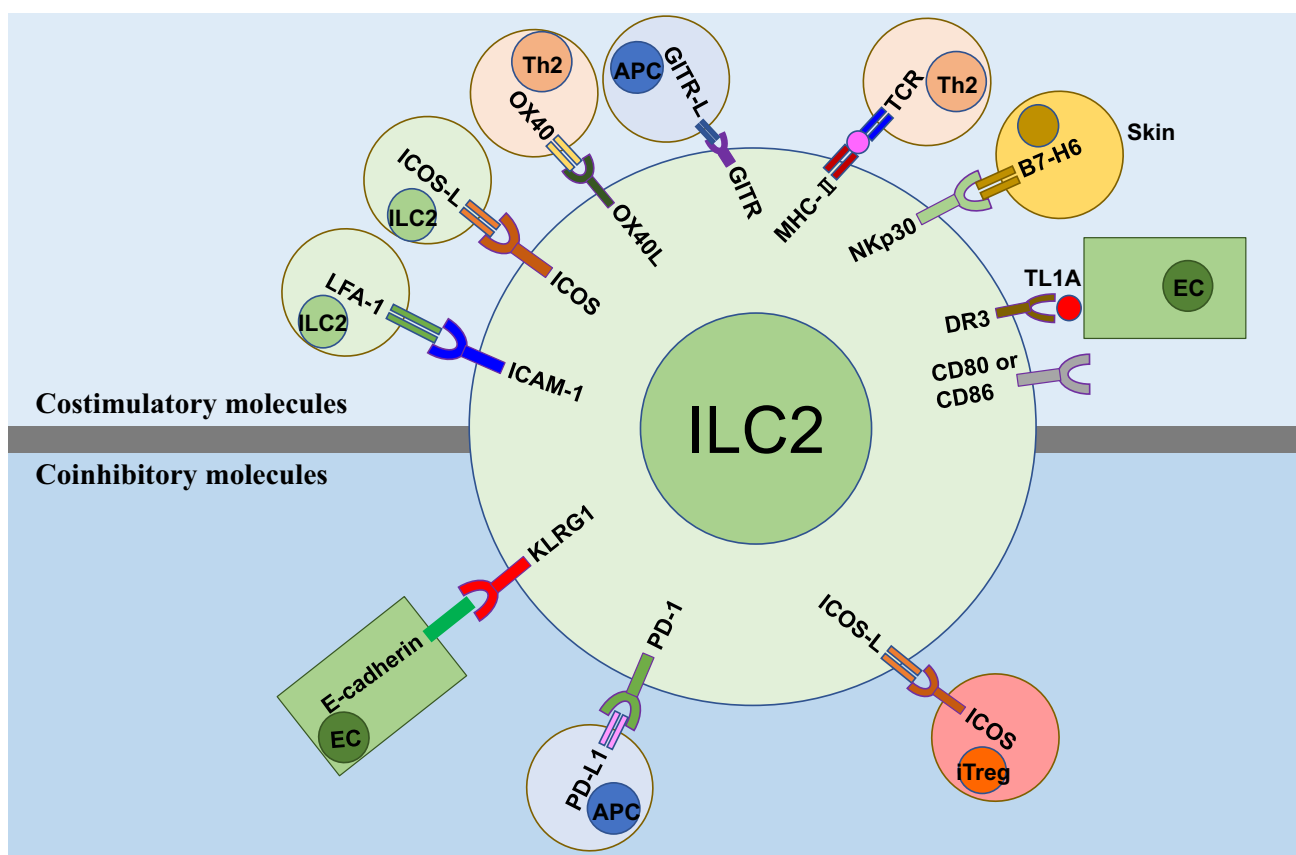 Th2
OX40
OX40L
APC
GITR-L
GITR
TCR
Th2
MHC-Ⅱ
Skin
B7-H6
NKp30
ICOS-L
ILC2
ICOS
LFA-1
ILC2
ICAM-1
TL1A
EC
DR3
CD80 or
CD86
ILC2
Costimulatory molecules
Coinhibitory molecules
KLRG1
E-cadherin
EC
PD-1
PD-L1
APC
ICOS-L
ICOS
iTreg